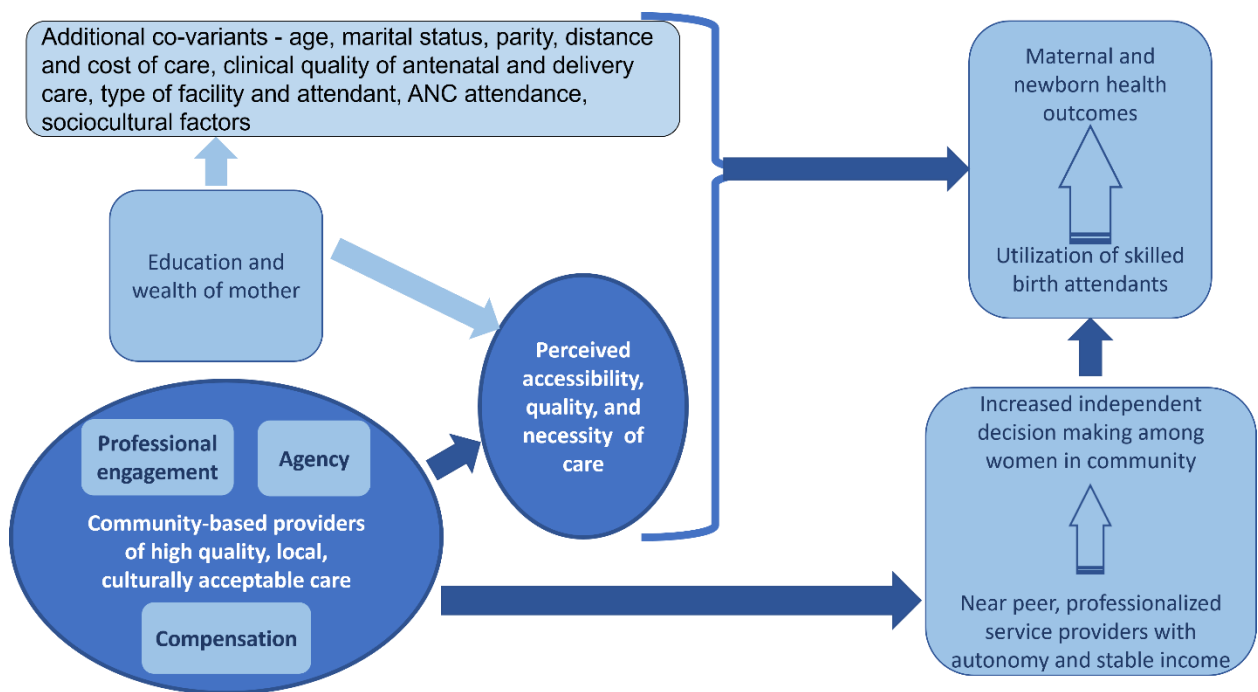 Additional co-variants - age, marital status, parity, distance
and cost of care, clinical quality of antenatal and delivery
care, type of facility and attendant, ANC attendance,
sociocultural factors
Maternal and
newborn health
outcomes
Utilization of skilled
birth attendants
Education and
wealth of mother
Perceived
accessibility,
quality, and
necessity of
care
Professional
engagement
Agency
Community-based providers
of high quality, local,
culturally acceptable care
Compensation
Increased independent
decision making among
women in community
Near peer, professionalized
service providers with
autonomy and stable income